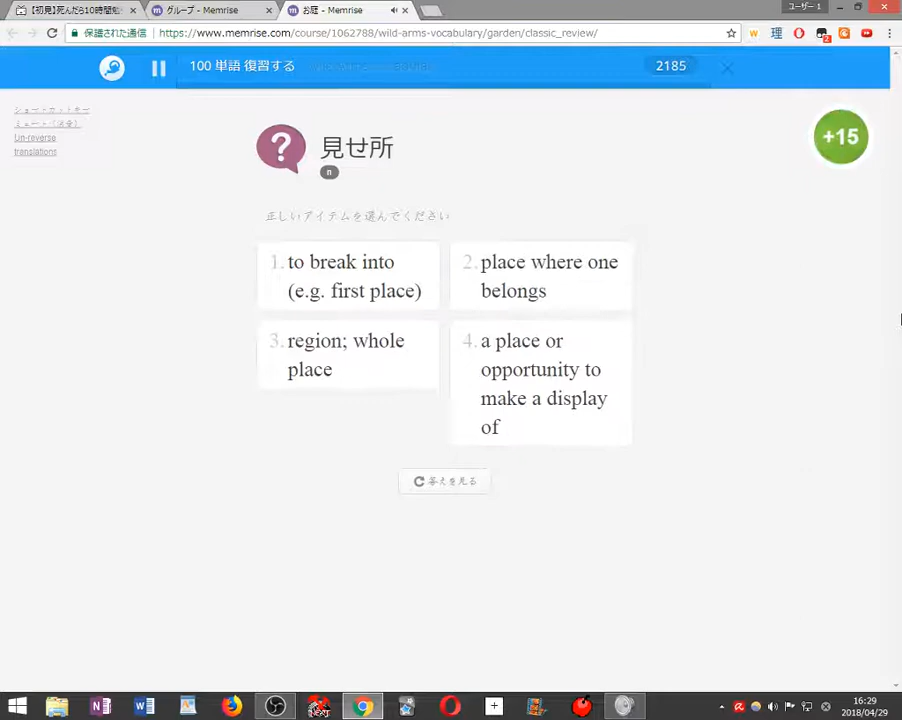 【初見】死んだら10時間勉
グループ - Memrise
お庭 - Memrise
ユーザー 1
保護された通信
https://www.memrise.com/course/1062788/wild-arms-vocabulary/garden/classic_review/
100 単語 復習する
2185
Un-reverse
translations
+15
?
見せ所
n
正しいアイテムを選んでください
1. to break into
(e.g. first place)
2. place where one
belongs
3. region; whole
place
4. a place or
opportunity to
make a display
of
答えを見る
16:29
2018/04/29